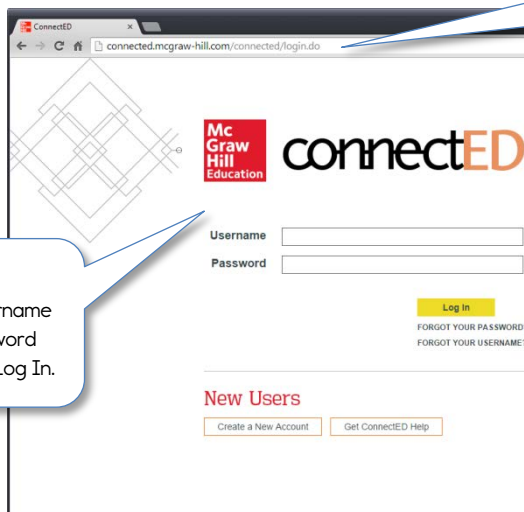 ConnectED
connected.mcgraw-hill.com/connected/login.do
Mc
Graw
Hill
Education
connectED
Username
Password
Log In
FORGOT YOUR PASSWORD
FORGOT YOUR USERNAME
og In.
New Users
Create a New Account
Get ConnectED Help